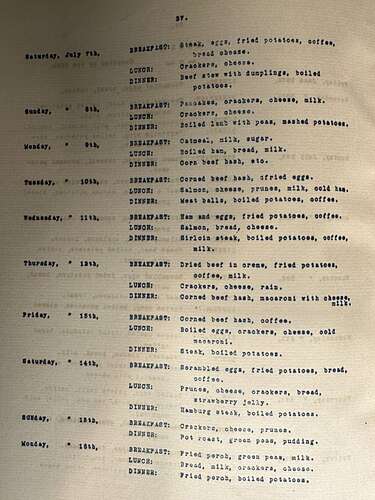 37.
Saturday, July 7th, BREAKFAST: Steak, eggs, fried potatoes, coffee,
bread cheese.
LUNCH: Crackers, cheese.
DINNER: Beef stew with dumplings, boiled
potatoes.
Sunday, " 8th, BREAKFAST: Pancakes, crackers, cheese, milk.
LUNCH: Crackers, cheese.
DINNER: Boiled lamb with peas, mashed potatoes.
Monday, " 9th, BREAKFAST: Oatmeal, milk, sugar.
LUNCH: Boiled ham, bread, milk.
DINNER: Corn beef hash, etc.
Tuesday, " 10th, BREAKFAST: Corned beef hash, fried eggs.
LUNCH: Salmon, cheese, prunes, milk, cold ham.
DINNER: Meat balls, boiled potatoes, coffee.
Wednesday, " 11th, BREAKFAST: Ham and eggs, fried potatoes, coffee.
LUNCH: Salmon, bread, cheese.
DINNER: Sirloin steak, boiled potatoes, coffee,
milk.
Thursday, " 12th, BREAKFAST: Dried beef in creme, fried potatoes,
coffee, milk.
LUNCH: Crackers, cheese, rain.
DINNER: Corned beef hash, macaroni with cheese,
milk.
Friday, " 13th, BREAKFAST: Corned beef hash, coffee.
LUNCH: Boiled eggs, crackers, cheese, cold
macaroni.
DINNER: Steak, boiled potatoes.
Saturday, " 14th, BREAKFAST: Scrambled eggs, fried potatoes, bread,
coffee.
LUNCH: Prunes, cheese, crackers, bread,
strawberry jelly.
DINNER: Hamburg steak, boiled potatoes.
SUNDAY, " 15th, BREAKFAST: Crackers, cheese, prunes.
DINNER: Pot roast, green peas, pudding.
Monday, " 16th, BREAKFAST: Fried perch, green peas, milk.
LUNCH: Bread, milk, crackers, cheese.
DINNER: Fried perch, boiled potatoes.